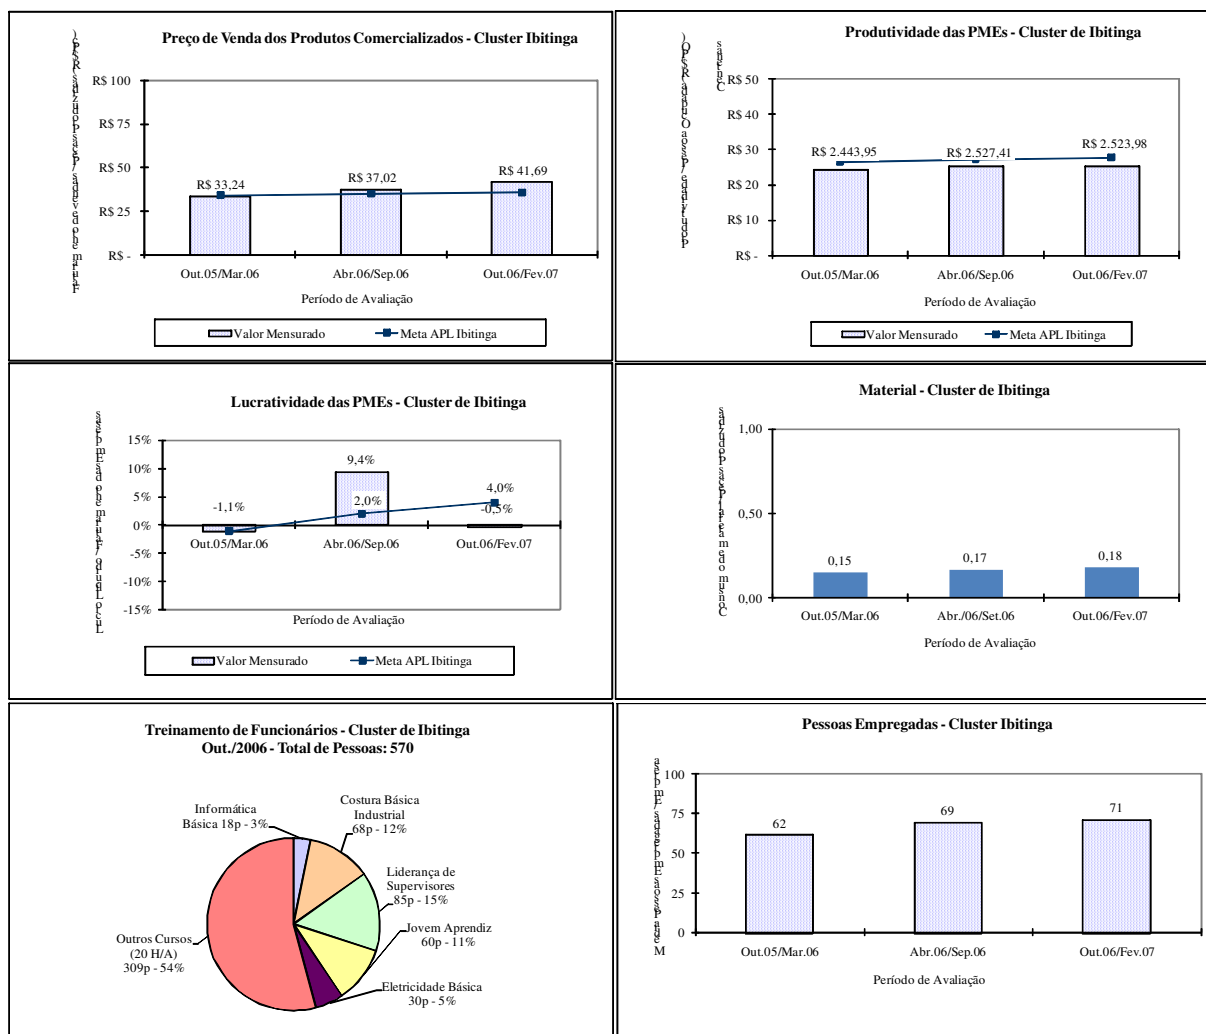 Preço de Venda dos Produtos Comercializados - Cluster Ibitinga
R$ 100
R$ 75
R$ 50
R$ 25
R$ -
R$ 33,24
R$ 37,02
R$ 41,69
Out.05/Mar.06
Abr.06/Sep.06
Out.06/Fev.07
Período de Avaliação
Valor Mensurado
Meta APL Ibitinga
Produtividade das PMEs - Cluster de Ibitinga
R$ 50
R$ 40
R$ 30
R$ 20
R$ 10
R$ -
R$ 2.443,95
R$ 2.527,41
R$ 2.523,98
Out.05/Mar.06
Abr.06/Sep.06
Out.06/Fev.07
Período de Avaliação
Valor Mensurado
Meta APL Ibitinga
Lucratividade das PMEs - Cluster de Ibitinga
15%
10%
5%
0%
-5%
-10%
-15%
-1,1%
9,4%
2,0%
4,0%
-0,5%
Out.05/Mar.06
Abr.06/Sep.06
Out.06/Fev.07
Período de Avaliação
Valor Mensurado
Meta APL Ibitinga
Material - Cluster de Ibitinga
1,00
0,50
0,00
0,15
0,17
0,18
Out.05/Mar.06
Abr./06/Set.06
Out.06/Fev.07
Período de Avaliação
Treinamento de Funcionários - Cluster de Ibitinga
Out./2006 - Total de Pessoas: 570
Informática
Básica 18p - 3%
Costura Básica
Industrial
68p - 12%
Liderança de
Supervisores
85p - 15%
Jovem Aprendiz
60p - 11%
Eletricidade Básica
30p - 5%
Outros Cursos
(20 H/A)
309p - 54%
Pessoas Empregadas - Cluster Ibitinga
100
75
50
25
0
62
69
71
Out.05/Mar.06
Abr.06/Sep.06
Out.06/Fev.07
Período de Avaliação